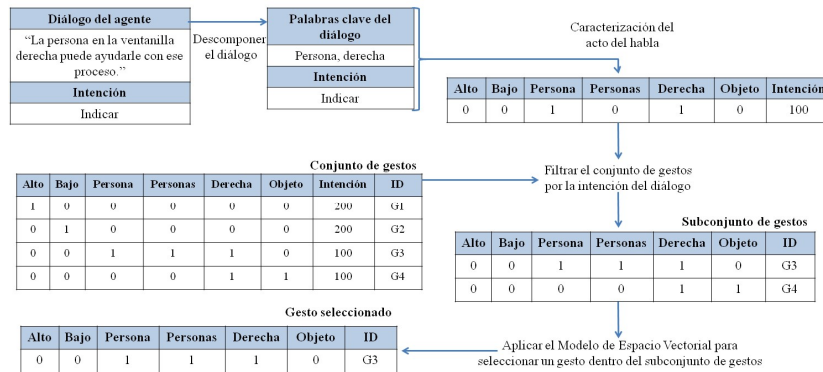 Diálogo del agente
“La persona en la ventanilla
derecha puede ayudarle con ese
proceso.”
Intención
Indicar
Descomponer
el diálogo
Palabras clave del
diálogo
Persona, derecha
Intención
Indicar
Caracterización del
acto del habla
Alto Bajo Persona Personas Derecha Objeto Intención
0 0 1 0 1 0 100
Filtrar el conjunto de gestos
por la intención del diálogo
Conjunto de gestos
Alto Bajo Persona Personas Derecha Objeto Intención ID
1 0 0 0 0 0 200 G1
0 1 0 0 0 0 200 G2
0 0 1 1 1 0 100 G3
0 0 0 0 1 1 100 G4
Subconjunto de gestos
Alto Bajo Persona Personas Derecha Objeto ID
0 0 1 1 1 0 G3
0 0 0 0 1 1 G4
Aplicar el Modelo de Espacio Vectorial para
seleccionar un gesto dentro del subconjunto de gestos
Gesto seleccionado
Alto Bajo Persona Personas Derecha Objeto ID
0 0 1 1 1 0 G3